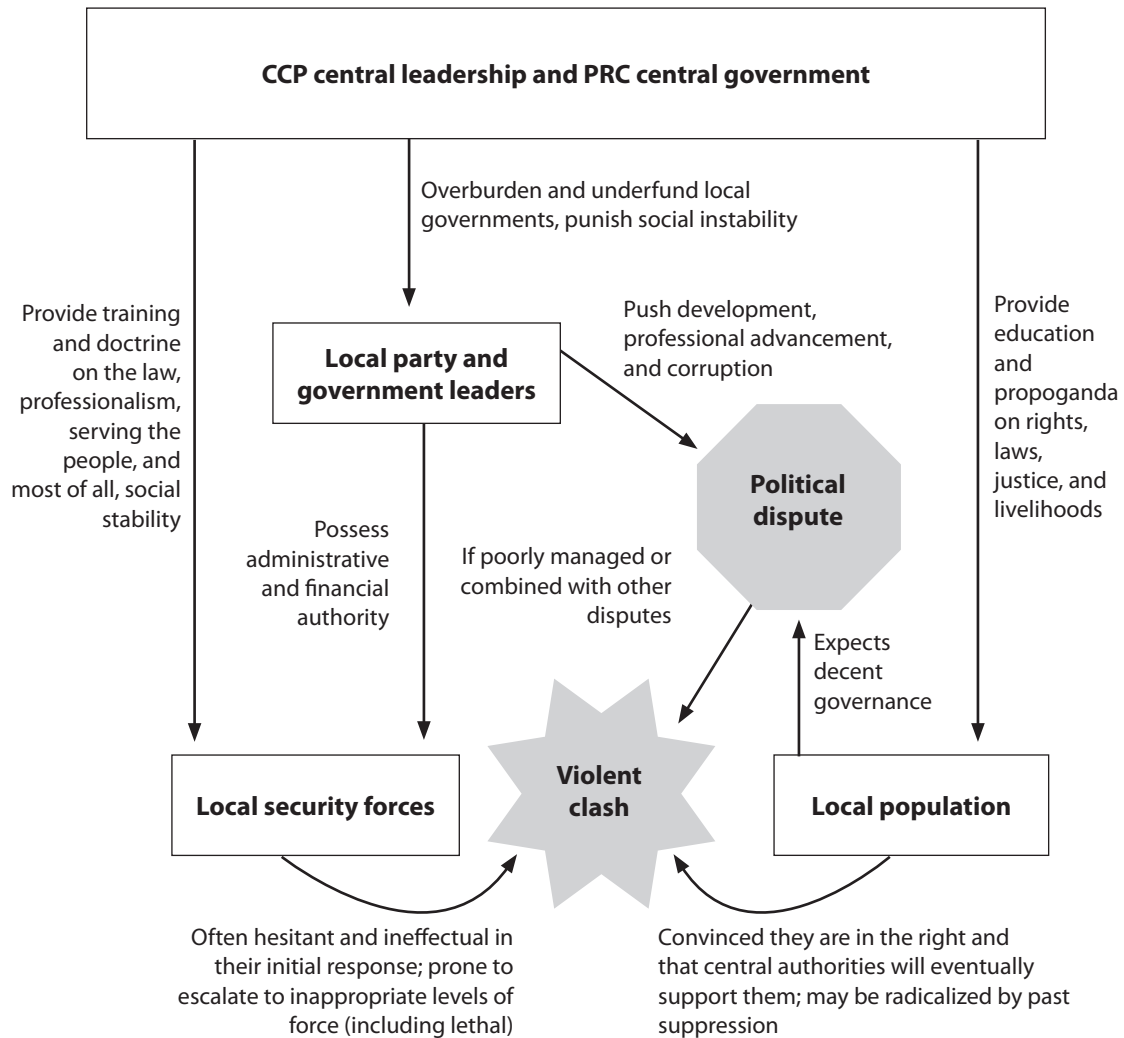 CCP central leadership and PRC central government
Overburden and underfund local
governments, punish social instability
Provide training
and doctrine
on the law,
professionalism,
serving the
people, and
most of all, social
stability
Local party and
government leaders
Push development,
professional advancement,
and corruption
Provide
education
and
propoganda
on rights,
laws,
justice, and
livelihoods
Political
dispute
Possess
administrative
and financial
authority
If poorly managed or
combined with other
disputes
Expects
decent
governance
Local security forces
Violent
clash
Local population
Often hesitant and ineffectual in
their initial response; prone to
escalate to inappropriate levels of
force (including lethal)
Convinced they are in the right and
that central authorities will eventually
support them; may be radicalized by past
suppression